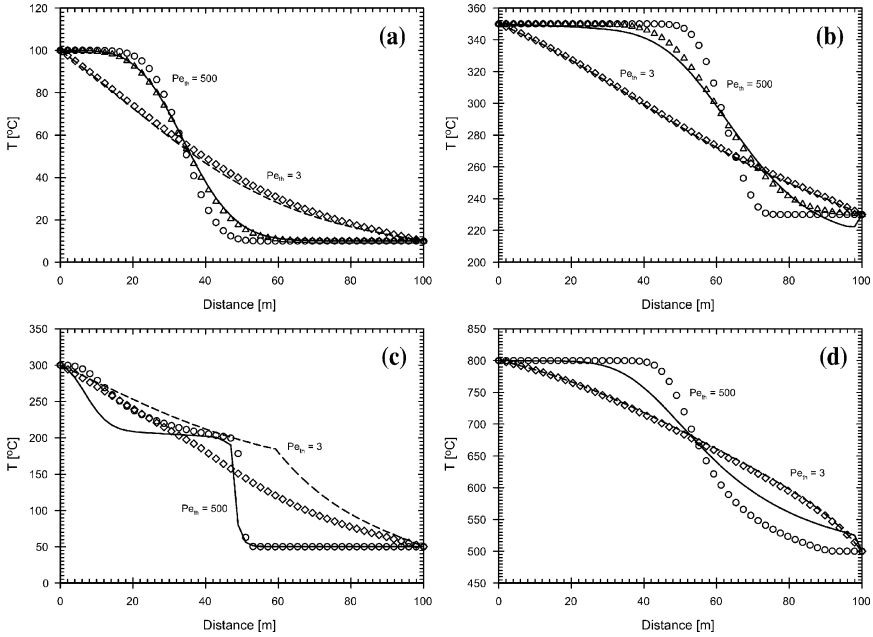 (a)
120
100
80
60
40
20
0
T [°C]
Pe_th = 500
Pe_th = 3
0 20 40 60 80 100
Distance [m]
(b)
360
340
320
300
280
260
240
220
200
T [°C]
Pe_th = 3
Pe_th = 500
0 20 40 60 80 100
Distance [m]
(c)
350
300
250
200
150
100
50
0
T [°C]
Pe_th = 3
Pe_th = 500
0 20 40 60 80 100
Distance [m]
(d)
850
800
750
700
650
600
550
500
450
T [°C]
Pe_th = 500
Pe_th = 3
0 20 40 60 80 100
Distance [m]